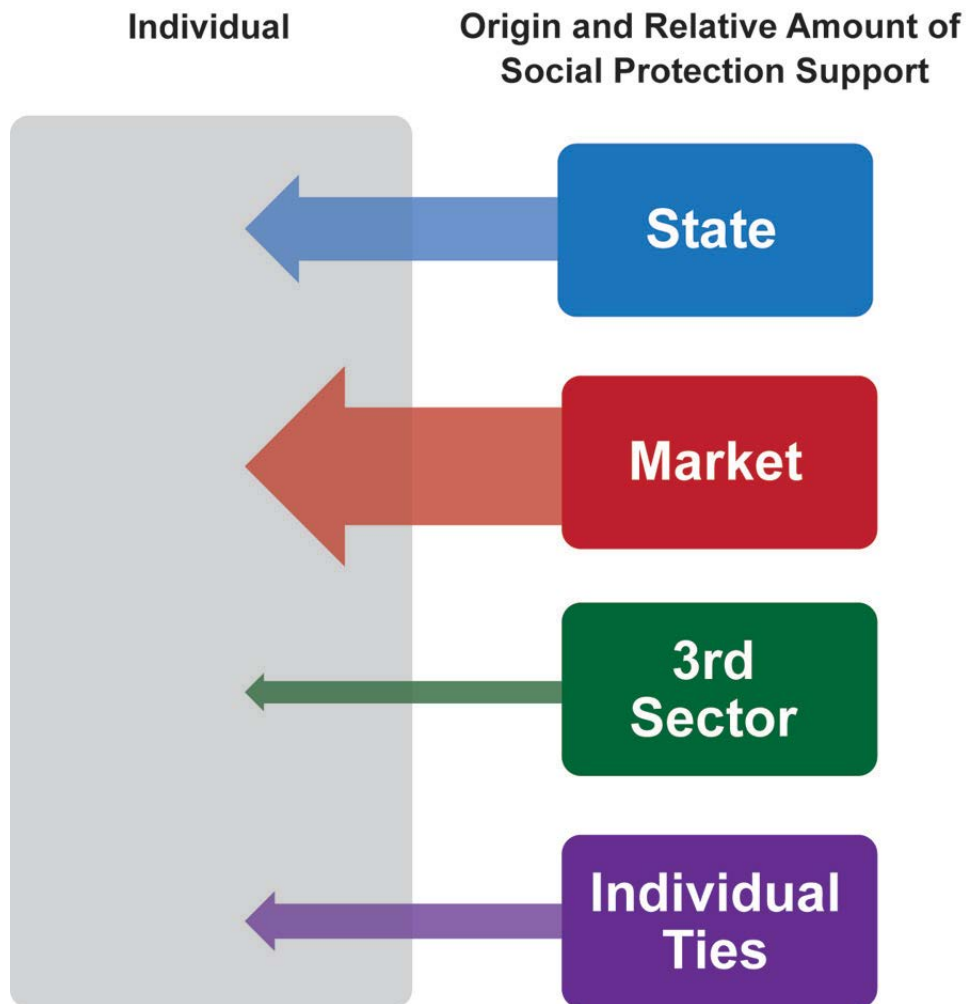 Individual
Origin and Relative Amount of
Social Protection Support
State
Market
3rd
Sector
Individual
Ties